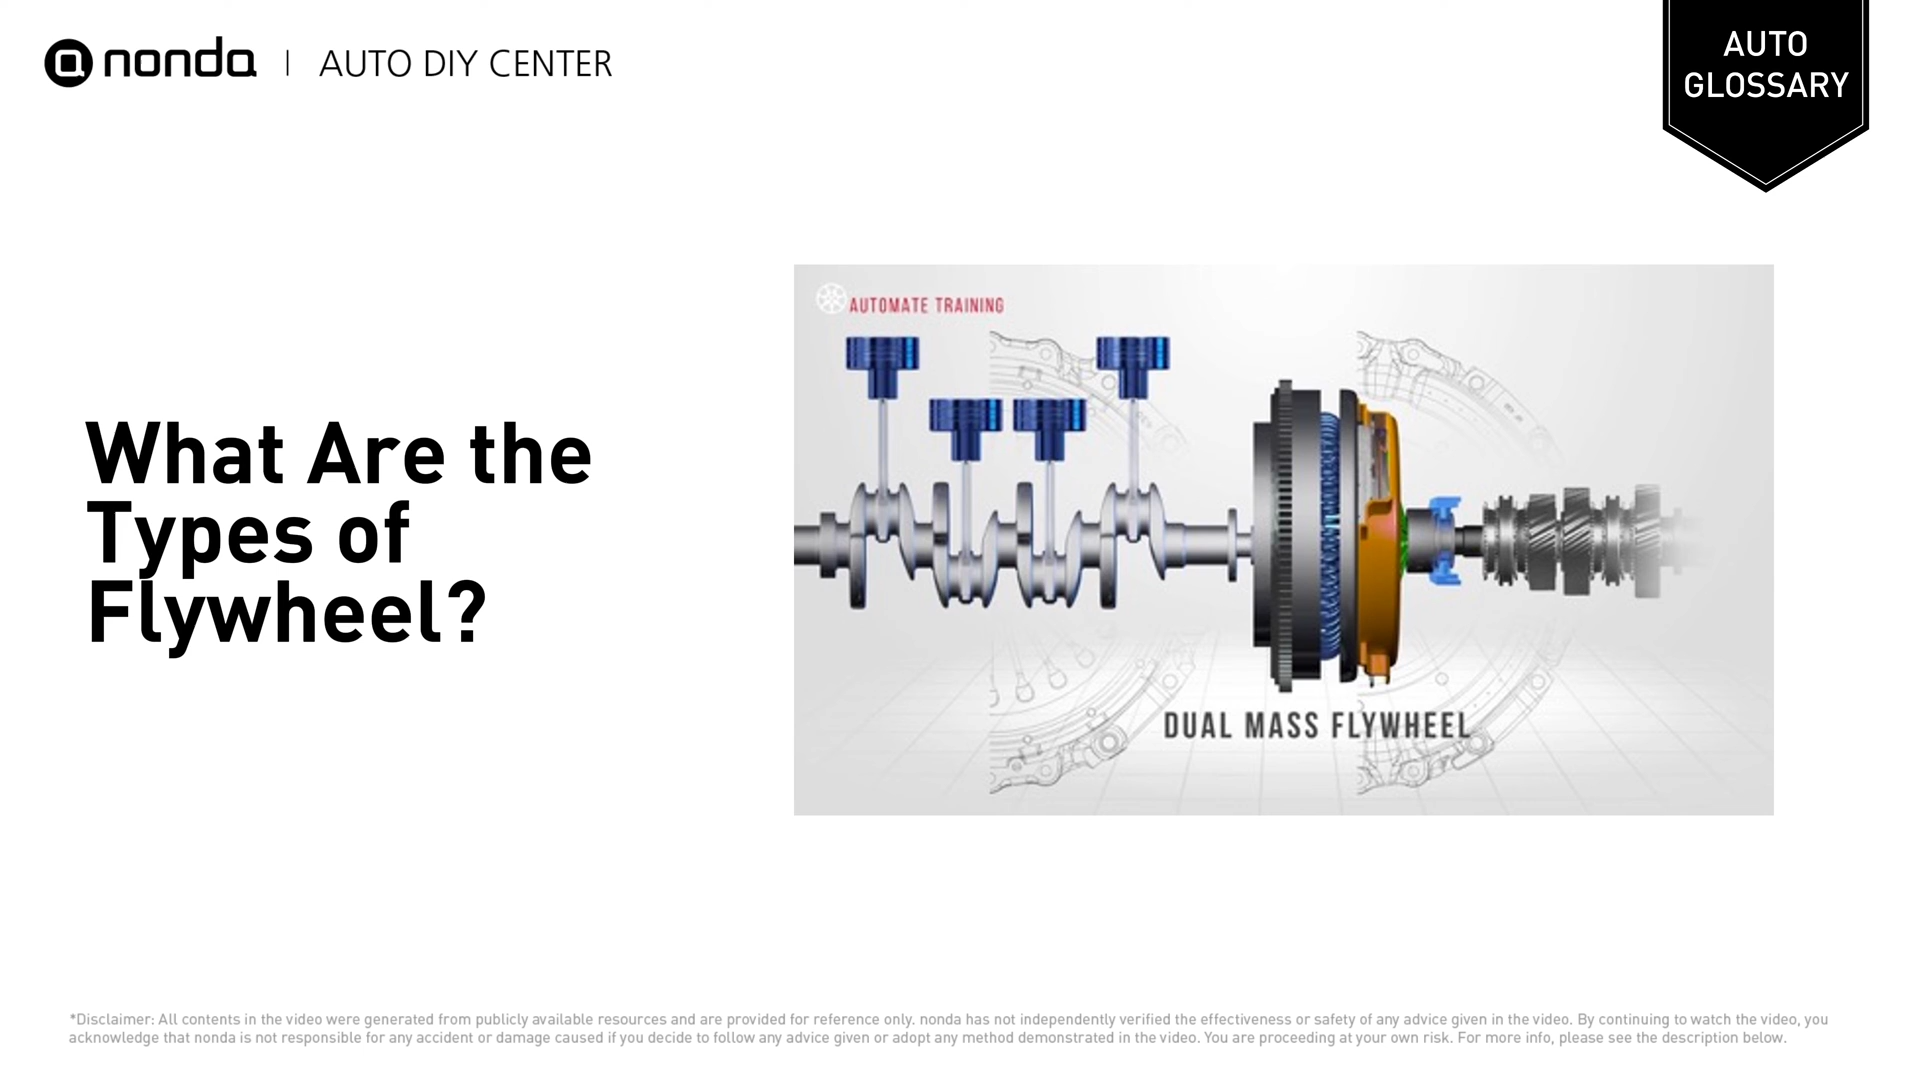 nonda | AUTO DIY CENTER
AUTO
GLOSSARY
AUTOMATE TRAINING
What Are the
Types of
Flywheel?
DUAL MASS FLYWHEEL
*Disclaimer: All contents in the video were generated from publicly available resources and are provided for reference only. nonda has not independently verified the effectiveness or safety of any advice given in the video. By continuing to watch the video, you
acknowledge that nonda is not responsible for any accident or damage caused if you decide to follow any advice given or adopt any method demonstrated in the video. You are proceeding at your own risk. For more info, please see the description below.